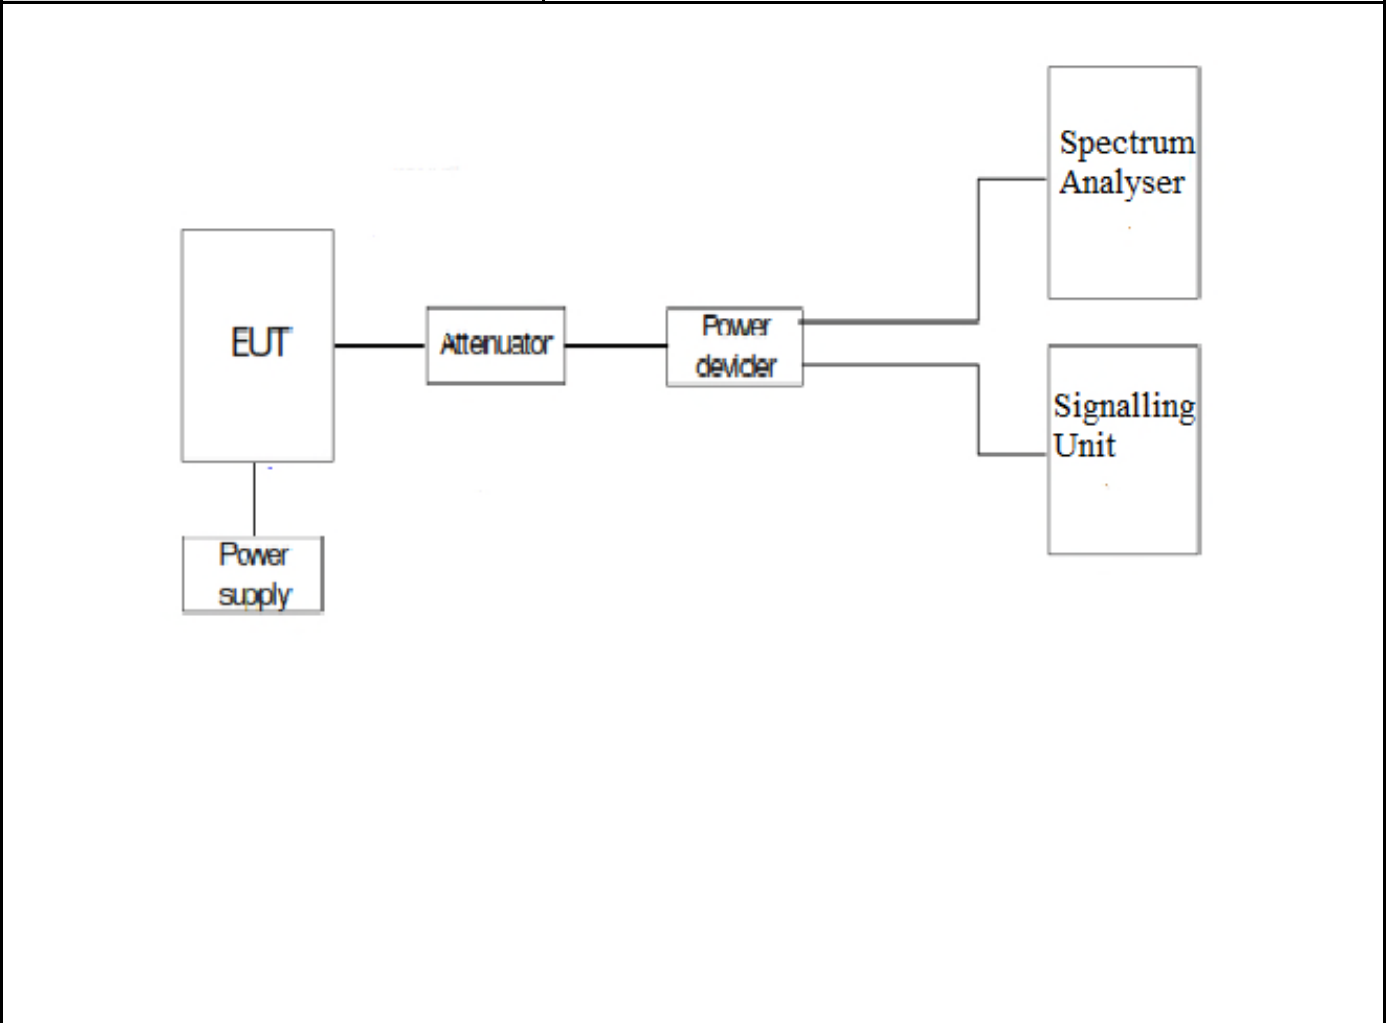 Spectrum
Analyser
EUT
Attenuator
Power
devider
Signalling
Unit
Power
supply